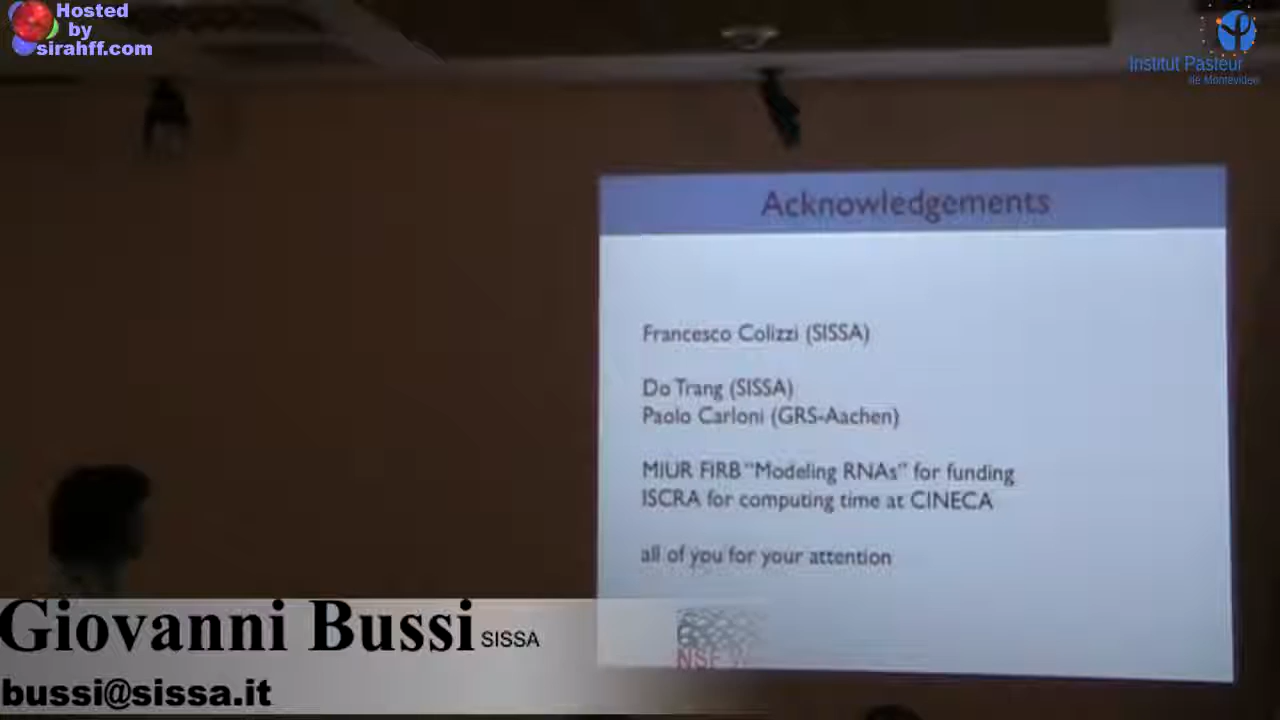 Hosted
by
sirahff.com
Institut Pasteur
de Montevideo
Acknowledgements
Francesco Colizzi (SISSA)
Do Trang (SISSA)
Paolo Carloni (GRS-Aachen)
MIUR FIRB "Modeling RNAs" for funding
ISCRA for computing time at CINECA
all of you for your attention
Giovanni Bussi SISSA
bussi@sissa.it